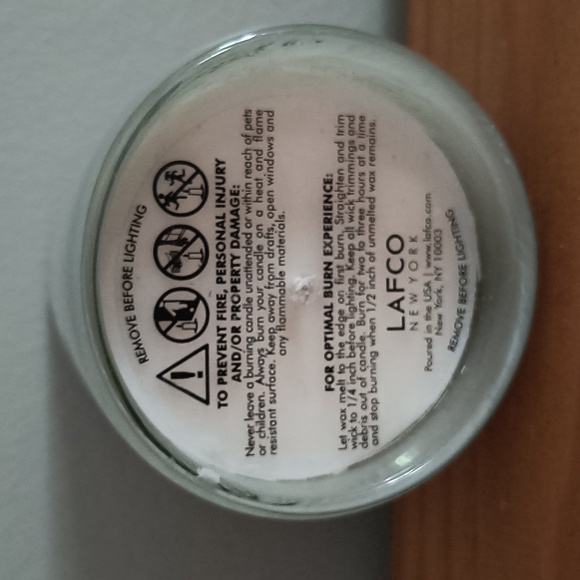 REMOVE BEFORE LIGHTING
TO PREVENT FIRE, PERSONAL INJURY
AND/OR PROPERTY DAMAGE:
Never leave a burning candle unattended or within reach of pets
or children. Always burn your candle on a heat and flame
resistant surface. Keep away from drafts, open windows and
any flammable materials.
FOR OPTIMAL BURN EXPERIENCE:
Let wax melt to the edge on first burn. Straighten and trim
wick to 1/4 inch before lighting. Keep all wick trimmings and
debris out of candle. Burn for two to three hours at a time
and stop burning when 1/2 inch of unmelted wax remains.
LAFCO
NEW YORK
Poured in the USA | www.lafco.com
New York, NY 10003
REMOVE BEFORE LIGHTING